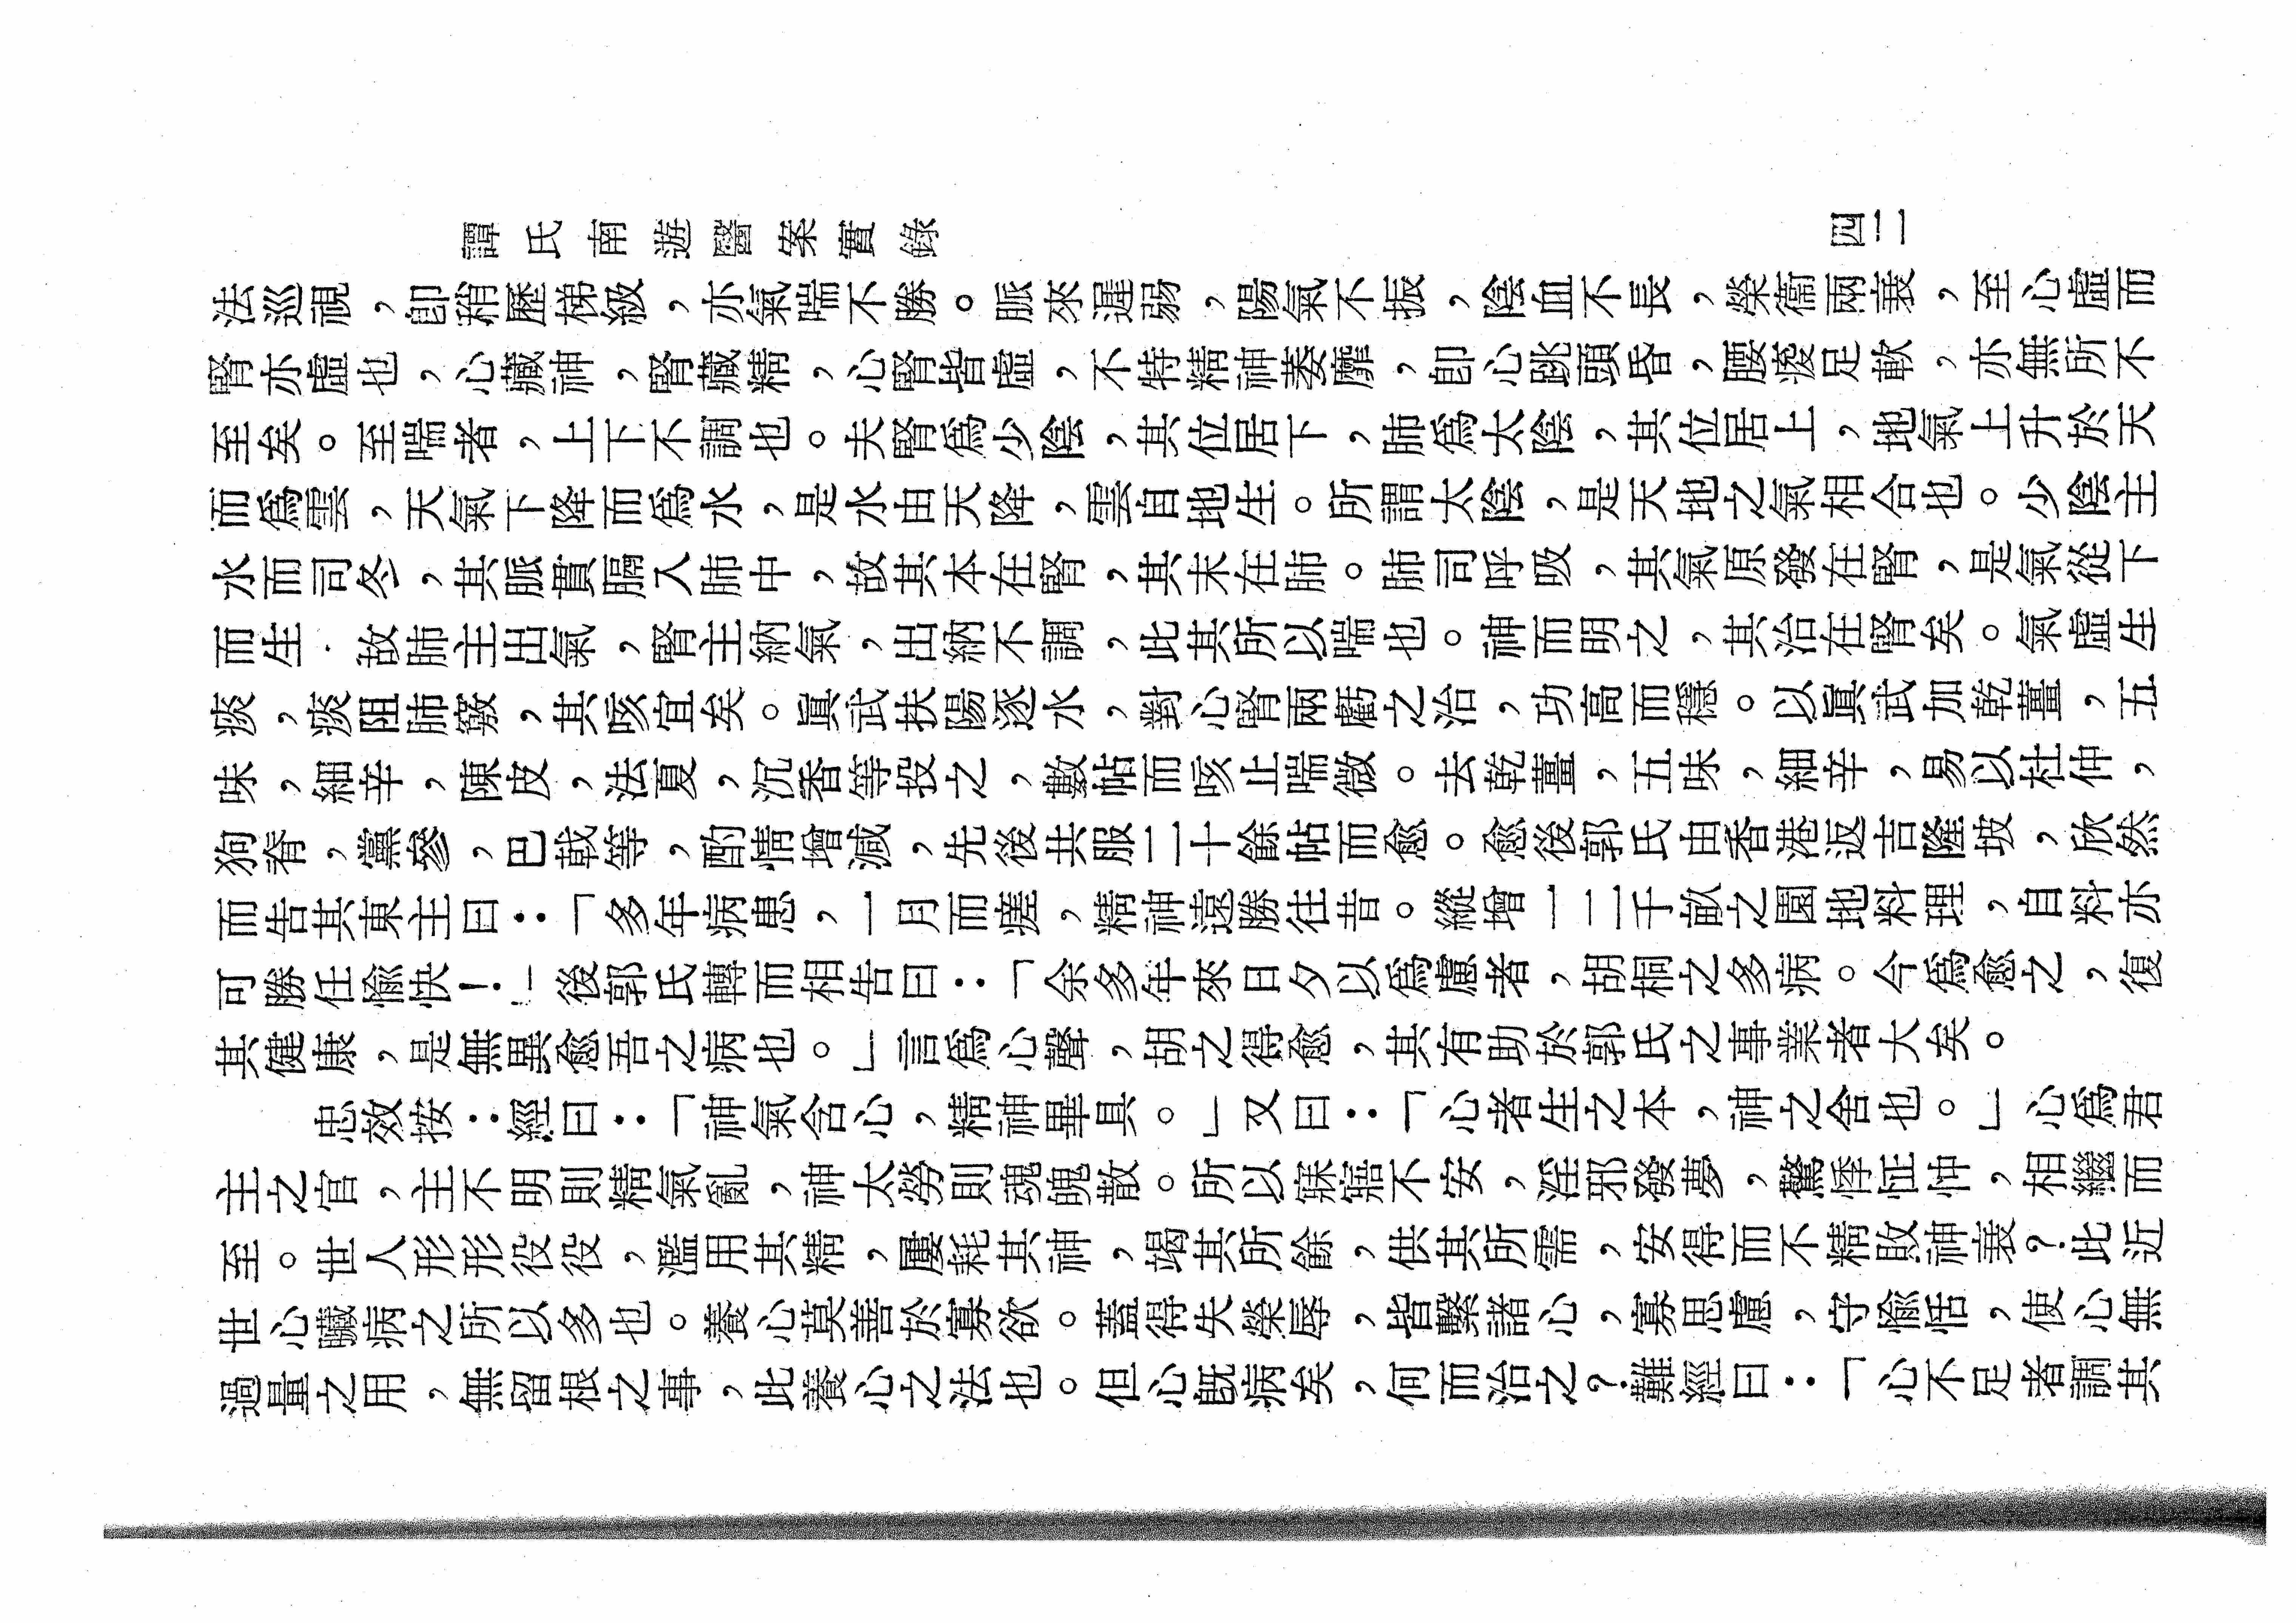 譚氏南遊醫案實錄
四二
法巡視，卽稍歷梯級，亦氣喘不勝。脈來遲弱，陽氣不振，陰血不長，榮衞兩衰，至心虛而
腎亦虛也，心藏神，腎藏精，心腎皆虛，不特精神萎靡，卽心跳頭昏，腰痠足軟，亦無所不
至矣。至喘者，上下不調也。夫腎爲少陰，其位居下，肺爲太陰，其位居上，地氣上升於天
而爲雲，天氣下降而爲水，是水由天降，雲自地生。所謂太陰，是天地之氣相合也。少陰主
水而司冬，其脈貫膈入肺中，故其本在腎，其末在肺。肺司呼吸，其氣原發在腎，是氣從下
而生．故肺主出氣，腎主納氣，出納不調，此其所以喘也。神而明之，其治在腎矣。氣虛生
痰，痰阻肺竅，其咳宜矣。眞武扶陽逐水，對心腎兩虧之治，功高而穩。以眞武加乾薑，五
味，細辛，陳皮，法夏，沉香等投之，數帖而咳止喘微。去乾薑，五味，細辛，易以杜仲，
狗脊，黨參，巴戟等，酌情增減，先後共服二十餘帖而愈。愈後郭氏由香港返吉隆坡，欣然
而告其東主曰：「多年病患，一月而瘥，精神遠勝往昔。縱增一二千畝之園地料理，自料亦
可勝任愉快！」後郭氏轉而相告曰：「余多年來日夕以爲慮者，胡桐之多病。今爲愈之，復
其健康，是無異愈吾之病也。」言爲心聲，胡之得愈，其有助於郭氏之事業者大矣。
忠效按：經曰：「神氣含心，精神畢具。」又曰：「心者生之本，神之舍也。」心爲君
主之官，主不明則精氣亂，神太勞則魂魄散。所以寐寤不安，淫邪發夢，驚悸怔忡，相繼而
至。世人形形役役，濫用其精，屢耗其神，竭其所餘，供其所需，安得而不精敗神衰？此近
世心臟病之所以多也。養心莫善於寡欲。蓋得失榮辱，皆繫諸心，寡思慮，守愉恬，使心無
過量之用，無留根之事，此養心之法也。但心旣病矣，何而治之？難經曰：「心不足者調其